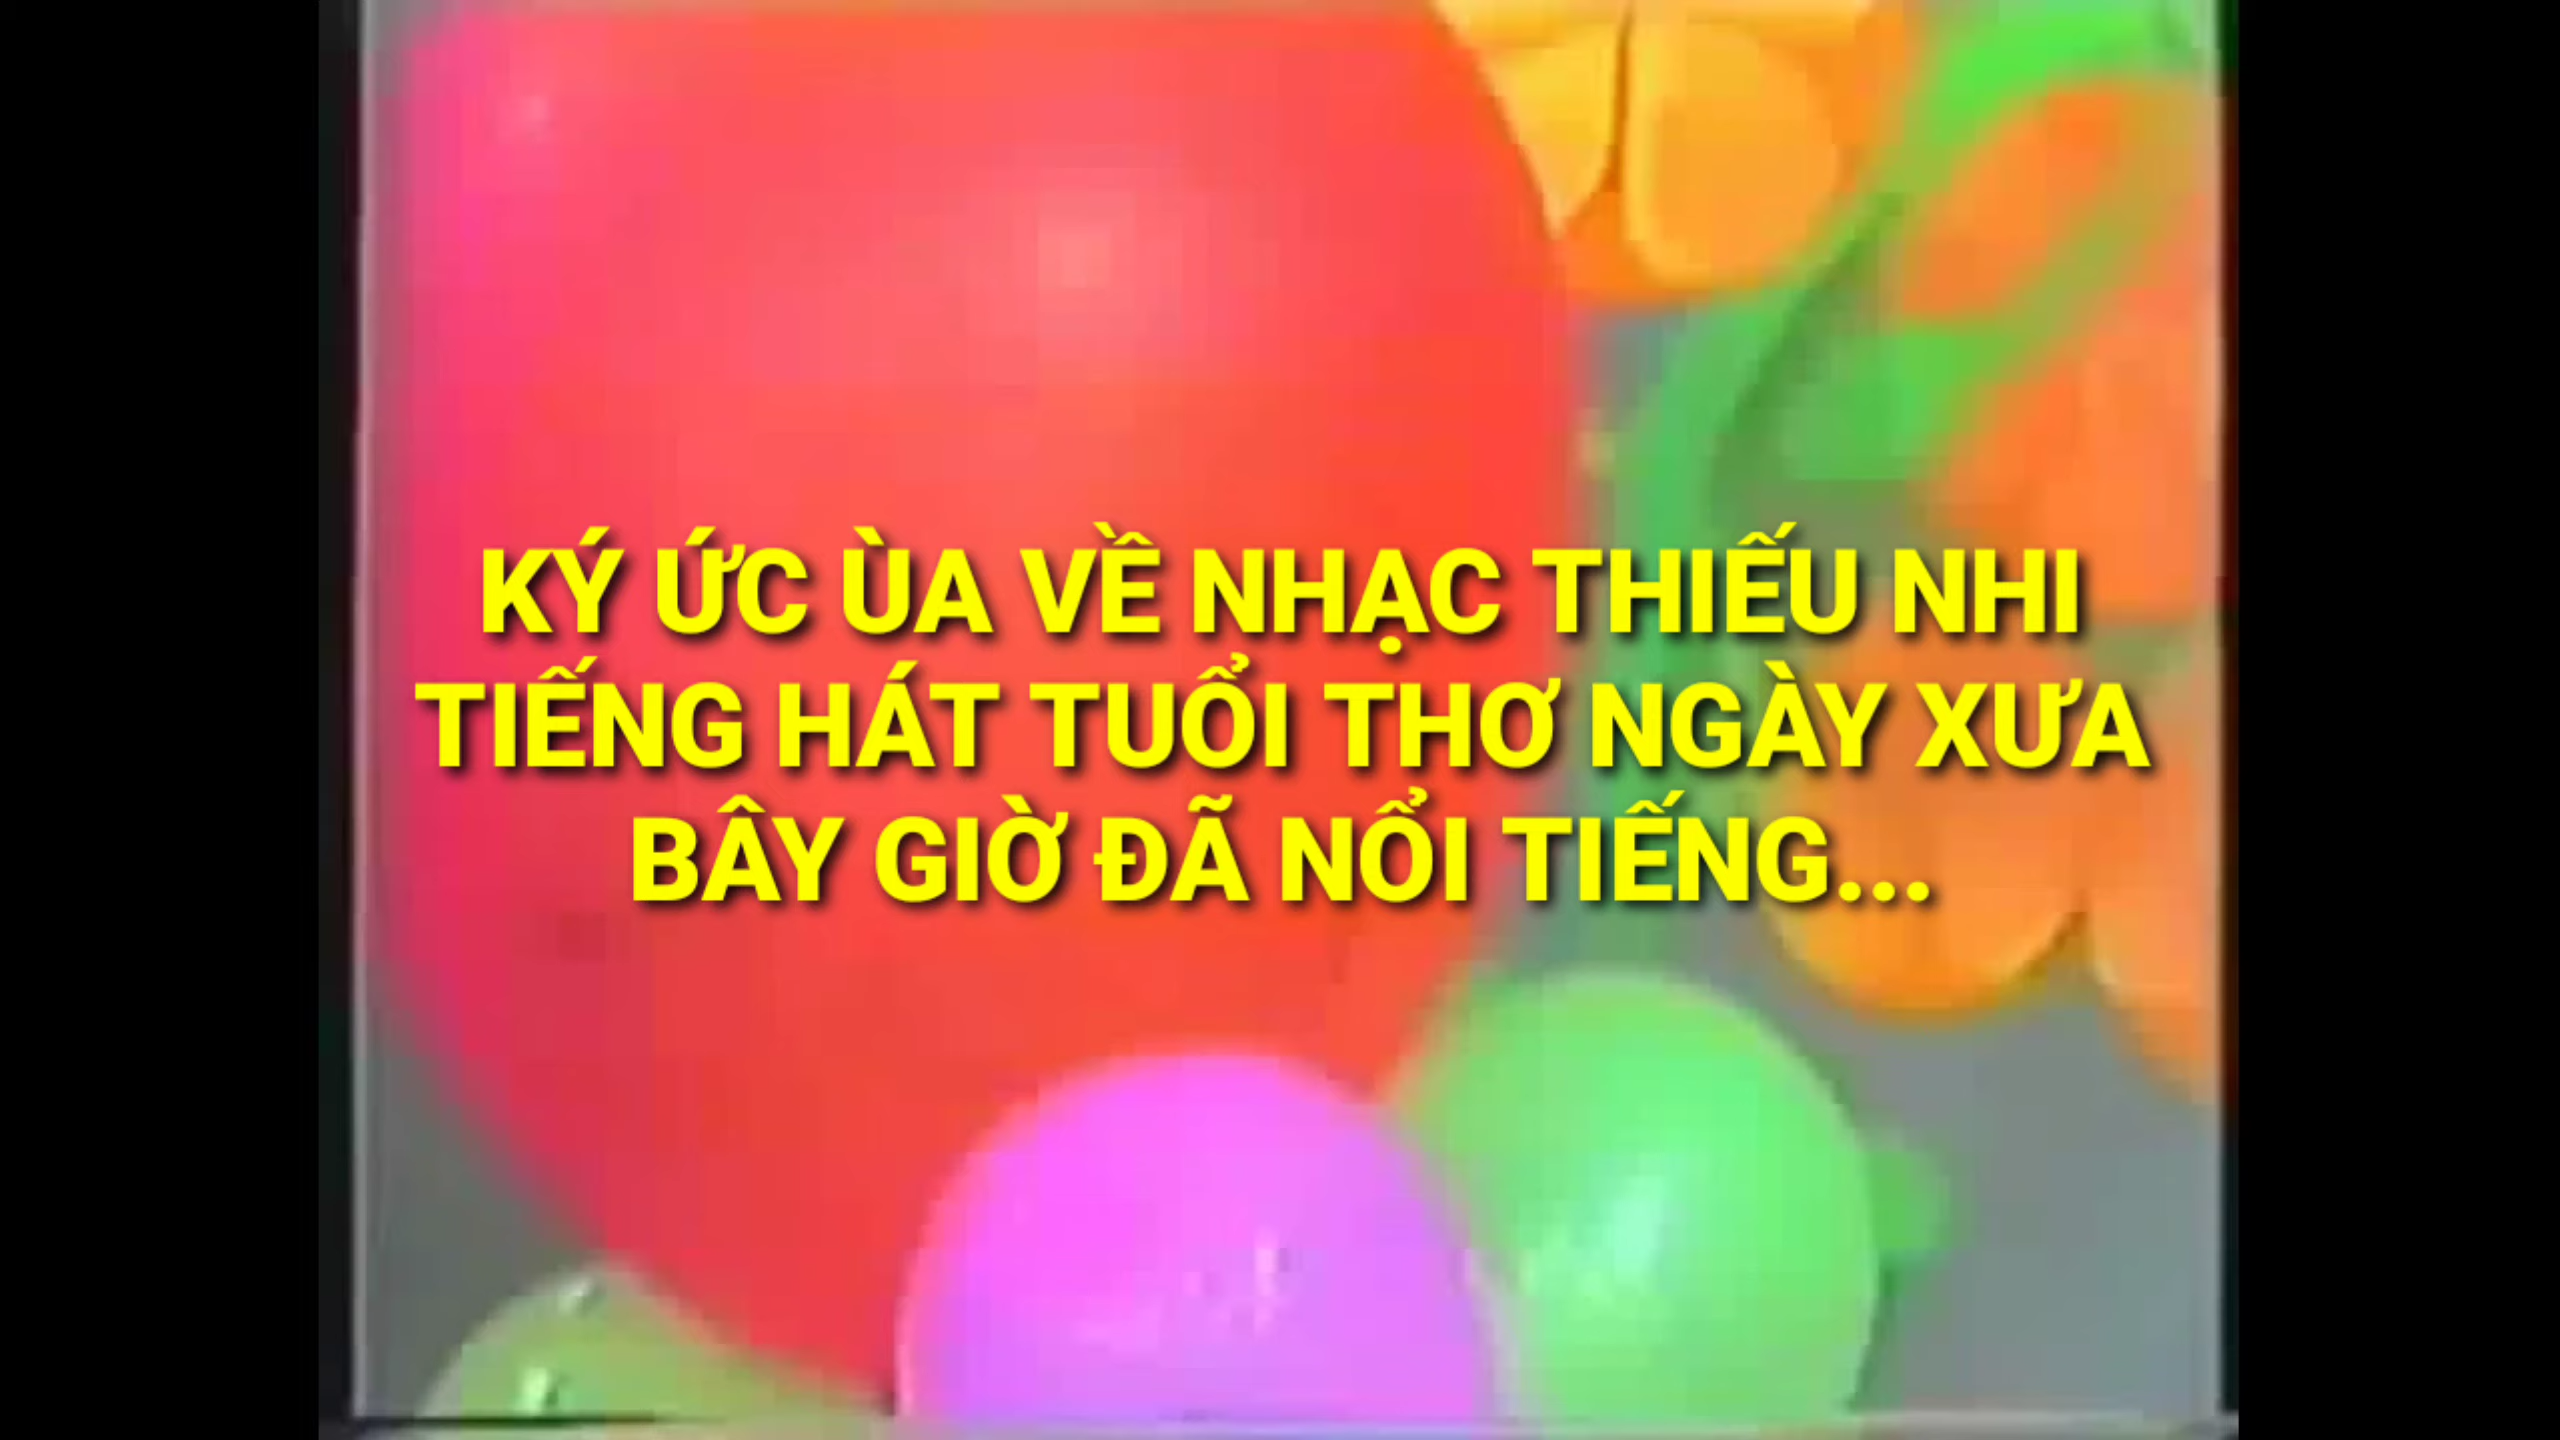 KÝ ỨC ÙA VỀ NHẠC THIẾU NHI
TIẾNG HÁT TUỔI THƠ NGÀY XƯA
BÂY GIỜ ĐÃ NỔI TIẾNG...